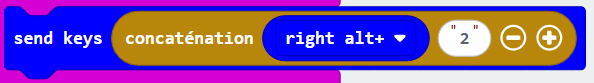 send keys concaténation right alt+ "2"